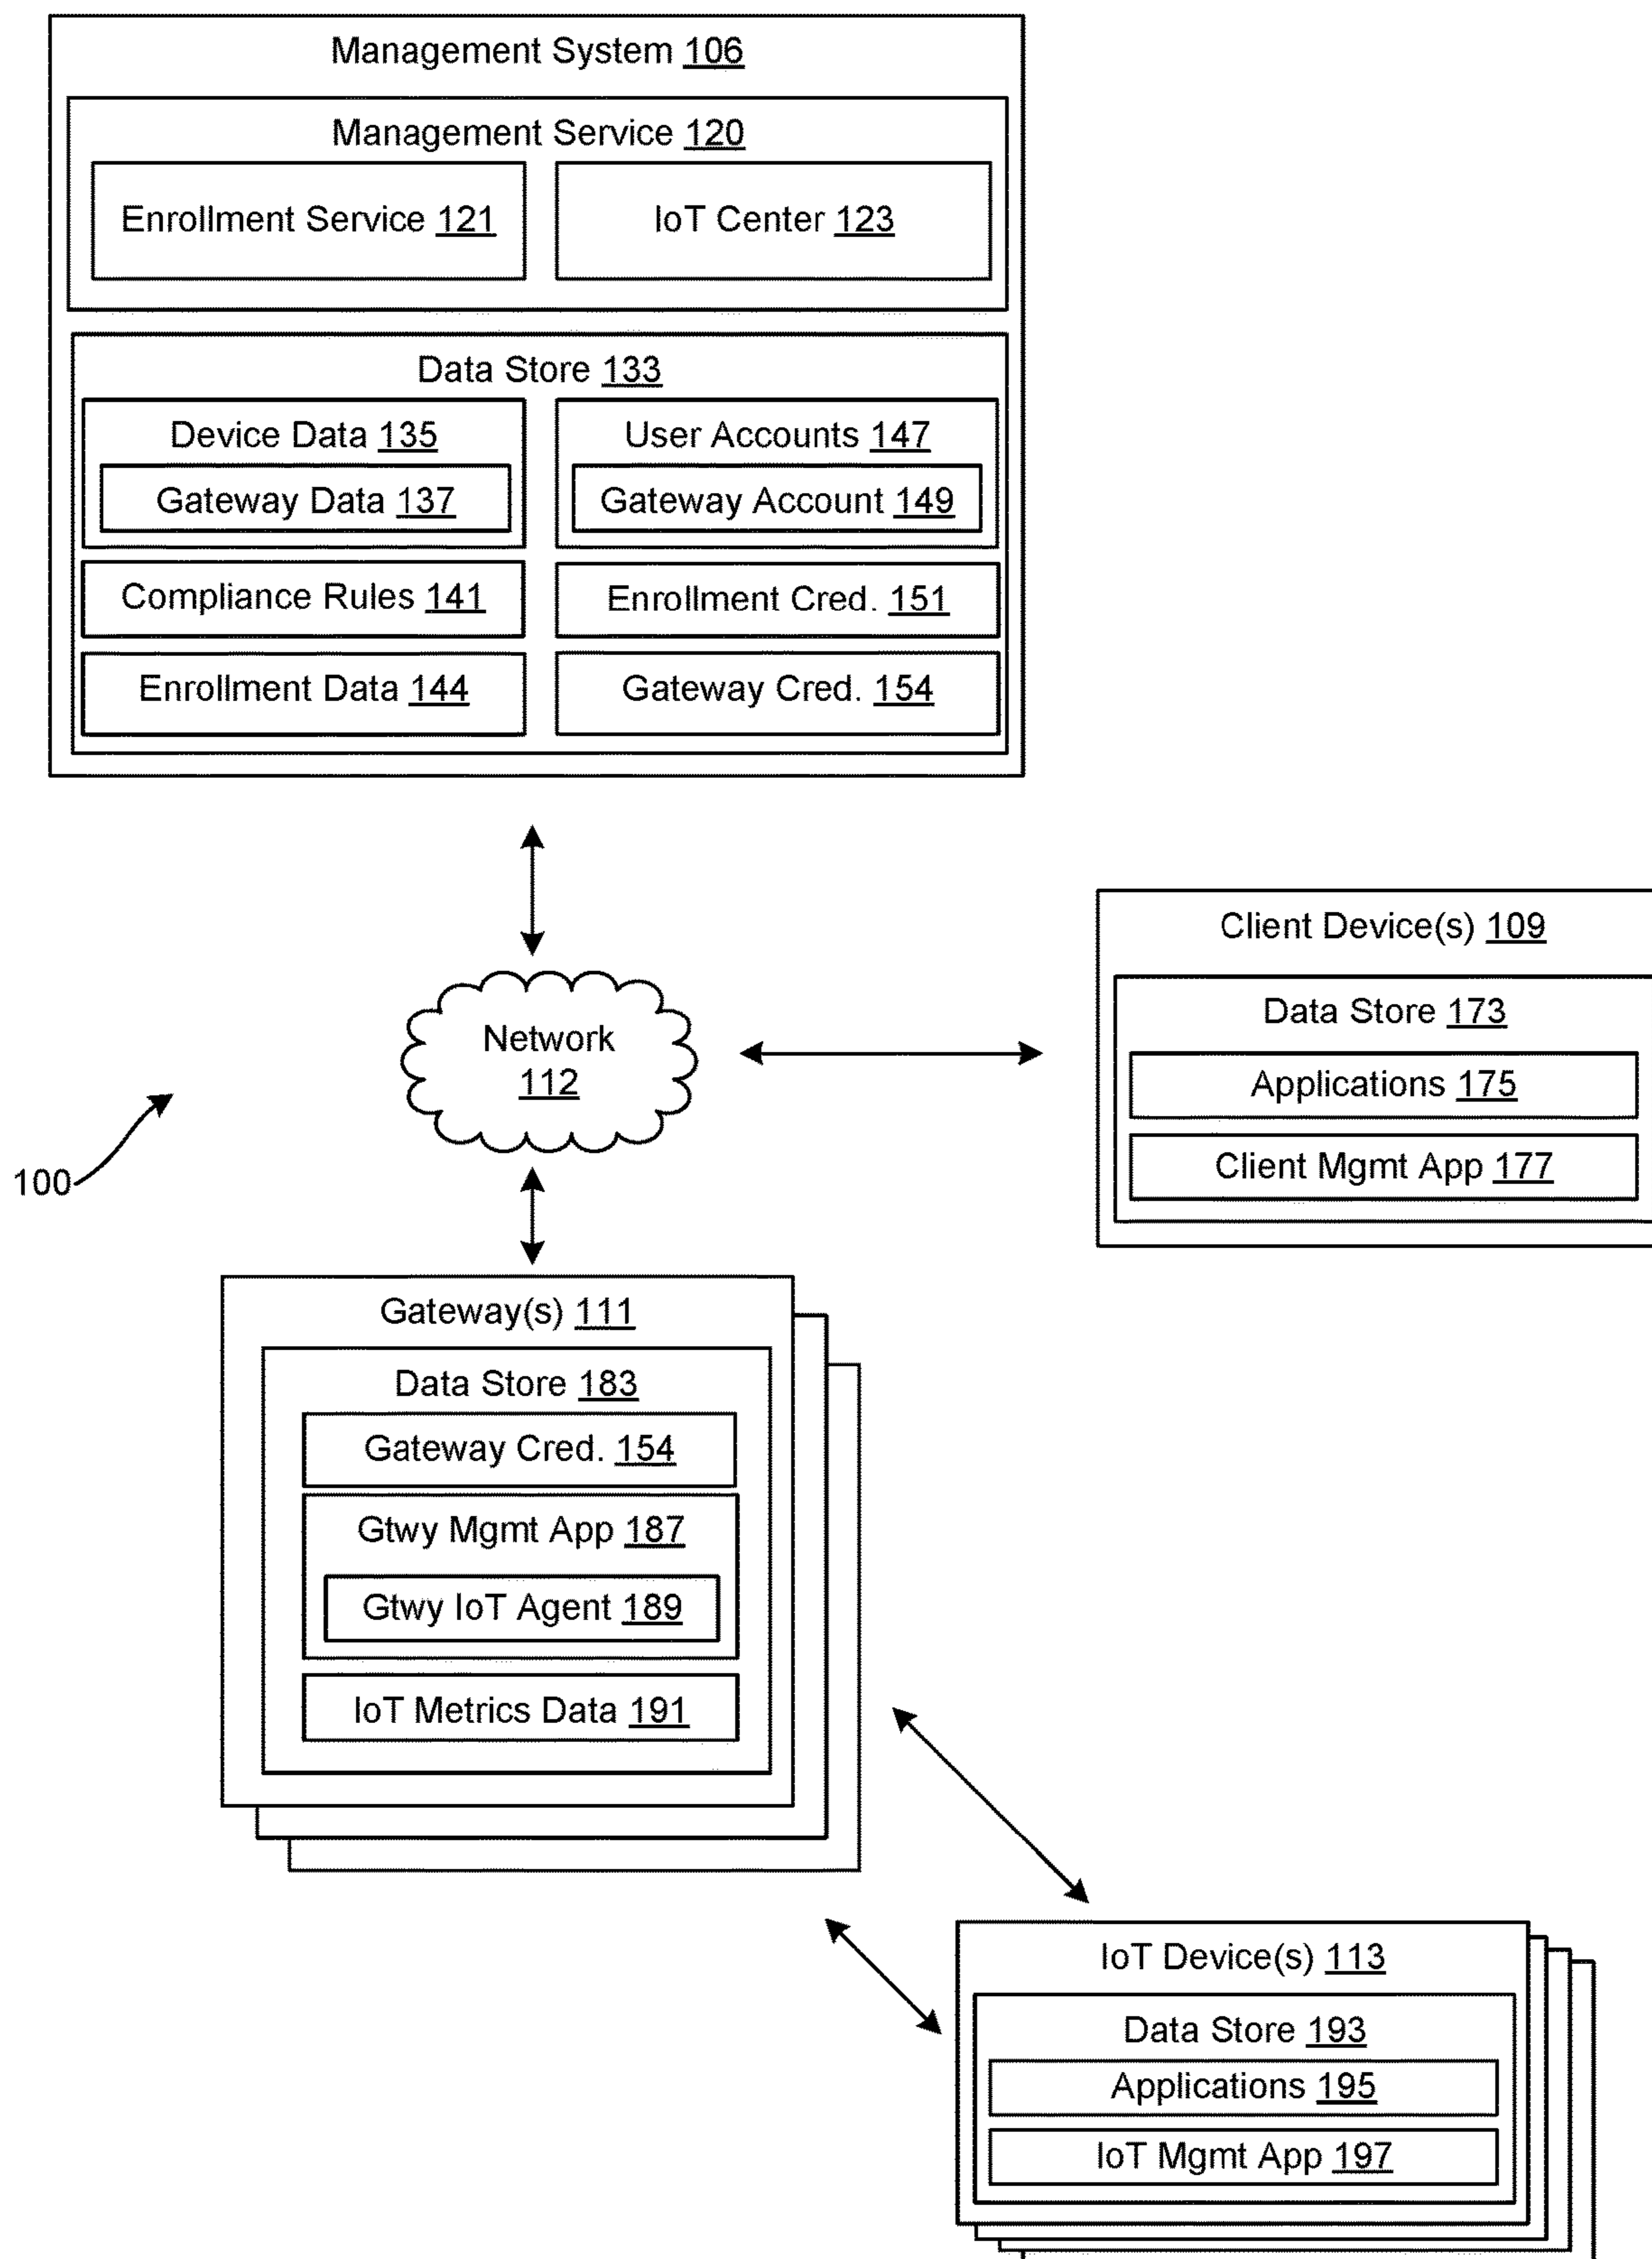 Management System 106
Management Service 120
Enrollment Service 121
IoT Center 123
Data Store 133
Device Data 135
User Accounts 147
Gateway Data 137
Gateway Account 149
Compliance Rules 141
Enrollment Cred. 151
Enrollment Data 144
Gateway Cred. 154
Client Device(s) 109
Data Store 173
Applications 175
Client Mgmt App 177
Network
112
100
Gateway(s) 111
Data Store 183
Gateway Cred. 154
Gtwy Mgmt App 187
Gtwy IoT Agent 189
IoT Metrics Data 191
IoT Device(s) 113
Data Store 193
Applications 195
IoT Mgmt App 197